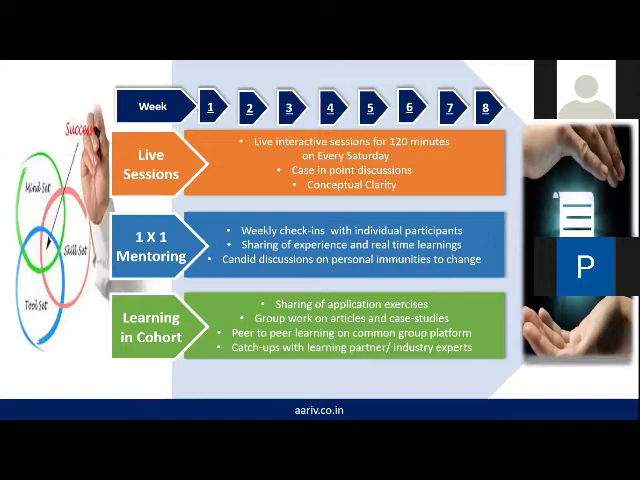 Week
1
2
3
4
5
6
7
8
Success
Mind Set
Skill Set
Tool Set
Live
Sessions
• Live interactive sessions for 120 minutes
on Every Saturday
• Case in point discussions
• Conceptual Clarity
1 X 1
Mentoring
• Weekly check-ins with individual participants
• Sharing of experience and real time learnings
• Candid discussions on personal immunities to change
P
Learning
in Cohort
• Sharing of application exercises
• Group work on articles and case-studies
• Peer to peer learning on common group platform
• Catch-ups with learning partner/ industry experts
aariv.co.in